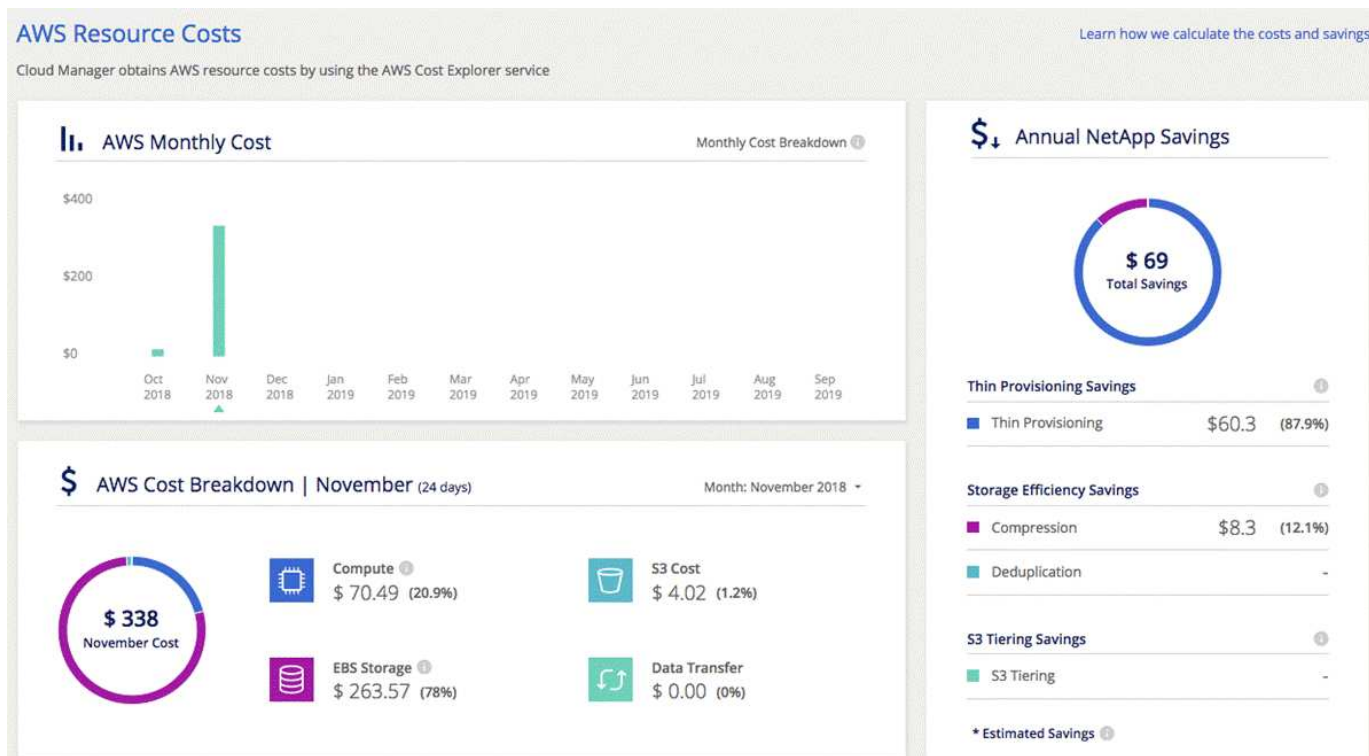 AWS Resource Costs
Learn how we calculate the costs and savings
Cloud Manager obtains AWS resource costs by using the AWS Cost Explorer service
AWS Monthly Cost
Monthly Cost Breakdown
$400
$200
$0
Oct Nov Dec Jan Feb Mar Apr May Jun Jul Aug Sep
2018 2018 2018 2019 2019 2019 2019 2019 2019 2019 2019 2019
AWS Cost Breakdown | November (24 days)
Month: November 2018
$ 338
November Cost
Compute
$ 70.49 (20.9%)
S3 Cost
$ 4.02 (1.2%)
EBS Storage
$ 263.57 (78%)
Data Transfer
$ 0.00 (0%)
Annual NetApp Savings
$ 69
Total Savings
Thin Provisioning Savings
Thin Provisioning $60.3 (87.9%)
Storage Efficiency Savings
Compression $8.3 (12.1%)
Deduplication -
S3 Tiering Savings
S3 Tiering -
* Estimated Savings